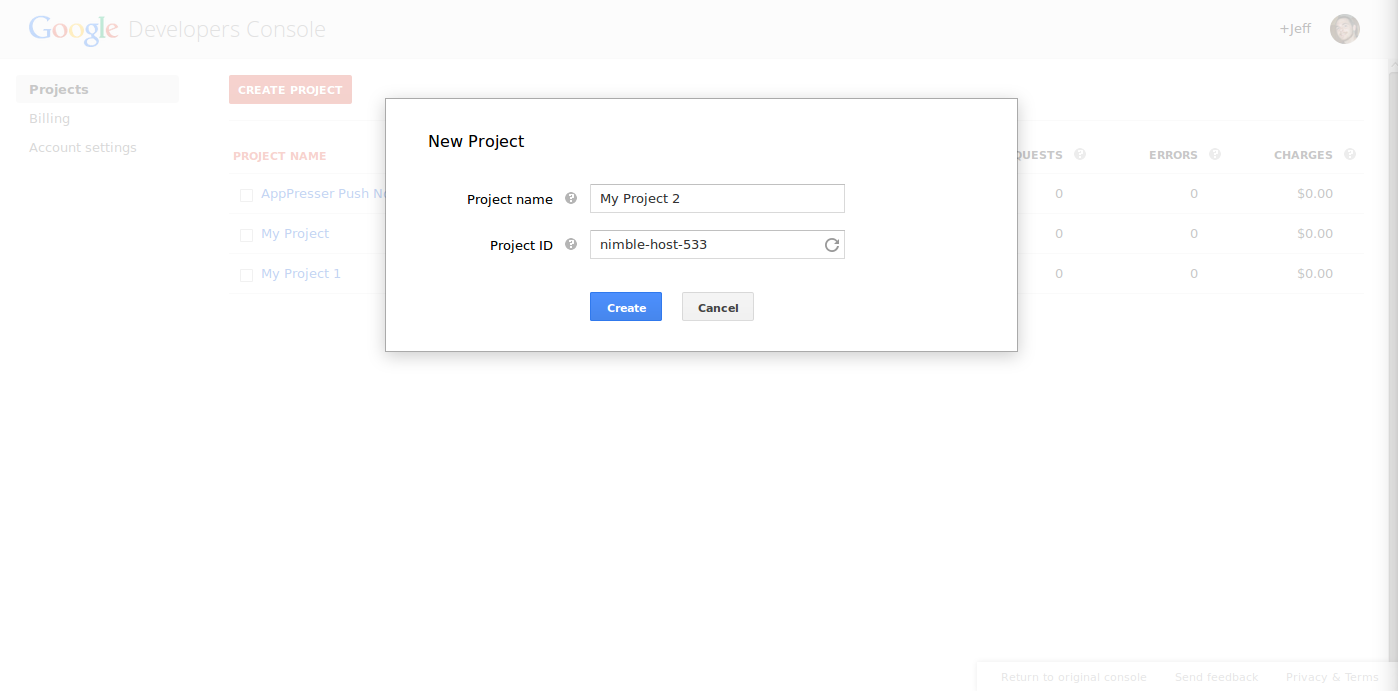 Google Developers Console
+Jeff
Projects
Billing
Account settings
CREATE PROJECT
PROJECT NAME
QUESTS ? ERRORS ? CHARGES ?
AppPresser Push No 0 0 $0.00
My Project 0 0 $0.00
My Project 1 0 0 $0.00
New Project
Project name ? My Project 2
Project ID ? nimble-host-533
Create Cancel
Return to original console Send feedback Privacy & Terms